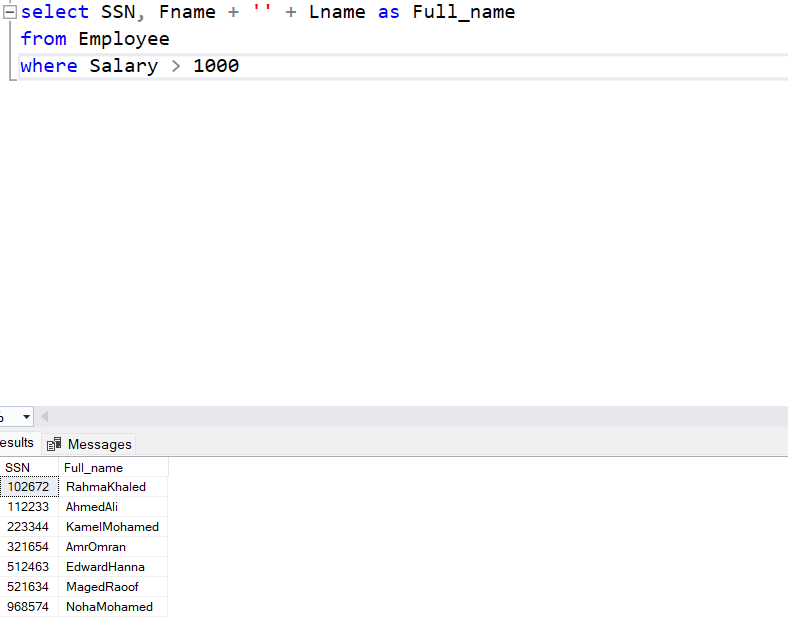 select SSN, Fname + '' + Lname as Full_name
from Employee
where Salary > 1000
Messages
SSN Full_name
102672 RahmaKhaled
112233 AhmedAli
223344 KamelMohamed
321654 AmrOmran
512463 EdwardHanna
521634 MagedRaoof
968574 NohaMohamed